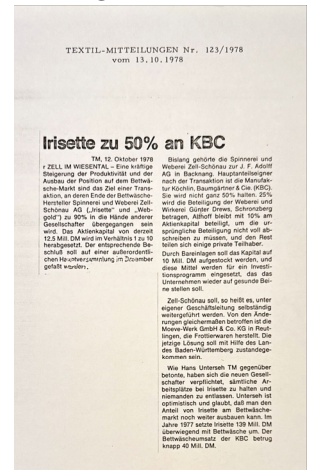 TEXTIL-MITTEILUNGEN Nr. 123/1978
vom 13.10.1978
Irisette zu 50% an KBC
TM, 12. Oktober 1978
r ZELL IM WIESENTAL – Eine kräftige
Steigerung der Produktivität und der
Ausbau der Position auf dem Bettwä-
sche-Markt sind das Ziel einer Trans-
aktion, an deren Ende der Bettwäsche-
Hersteller Spinnerei und Weberei Zell-
Schönau AG („Irisette" und „Web-
gold") zu 90% in die Hände anderer
Gesellschafter übergegangen sein
wird. Das Aktienkapital von derzeit
12,5 Mill. DM wird im Verhältnis 1 zu 10
herabgesetzt. Der entsprechende Be-
schluß soll auf einer außerordentli-
chen Hauptversammlung im Dezember
gefaßt werden.
Bislang gehörte die Spinnerei und
Weberei Zell-Schönau zur J. F. Adolff
AG in Backnang. Hauptanteilseigner
nach der Transaktion ist die Manufak-
tur Köchlin, Baumgärtner & Cie. (KBC).
Sie wird nicht ganz 50% halten. 25%
wird die Beteiligung der Weberei und
Wirkerei Günter Drews, Schronzberg
betragen, Althoff bleibt mit 10% am
Aktienkapital beteiligt, um die ur-
sprüngliche Beteiligung nicht voll ab-
schreiben zu müssen, und den Rest
teilen sich einige private Teilhaber.
Durch Bareinlagen soll das Kapital auf
10 Mill. DM aufgestockt werden, und
diese Mittel werden für ein Investi-
tionsprogramm eingesetzt, das das
Unternehmen wieder auf gesunde Bei-
ne stellen soll.
Zell-Schönau soll, so heißt es, unter
eigener Geschäftsleitung selbständig
weitergeführt werden. Von den Ände-
rungen gleichermaßen betroffen ist die
Moeve-Werk GmbH & Co. KG in Reut-
lingen, die Frottierwaren herstellt. Die
jetzige Lösung soll mit Hilfe des Lan-
des Baden-Württemberg zustandege-
kommen sein.
Wie Hans Unterseh TM gegenüber
betonte, haben sich die neuen Gesell-
schafter verpflichtet, sämtliche Ar-
beitsplätze bei Irisette zu halten und
niemanden zu entlassen. Unterseh ist
optimistisch und glaubt, daß man den
Anteil von Irisette am Bettwäsche-
markt noch weiter ausbauen kann. Im
Jahre 1977 setzte Irisette 139 Mill. DM
überwiegend mit Bettwäsche um. Der
Bettwäscheumsatz der KBC betrug
knapp 40 Mill. DM.